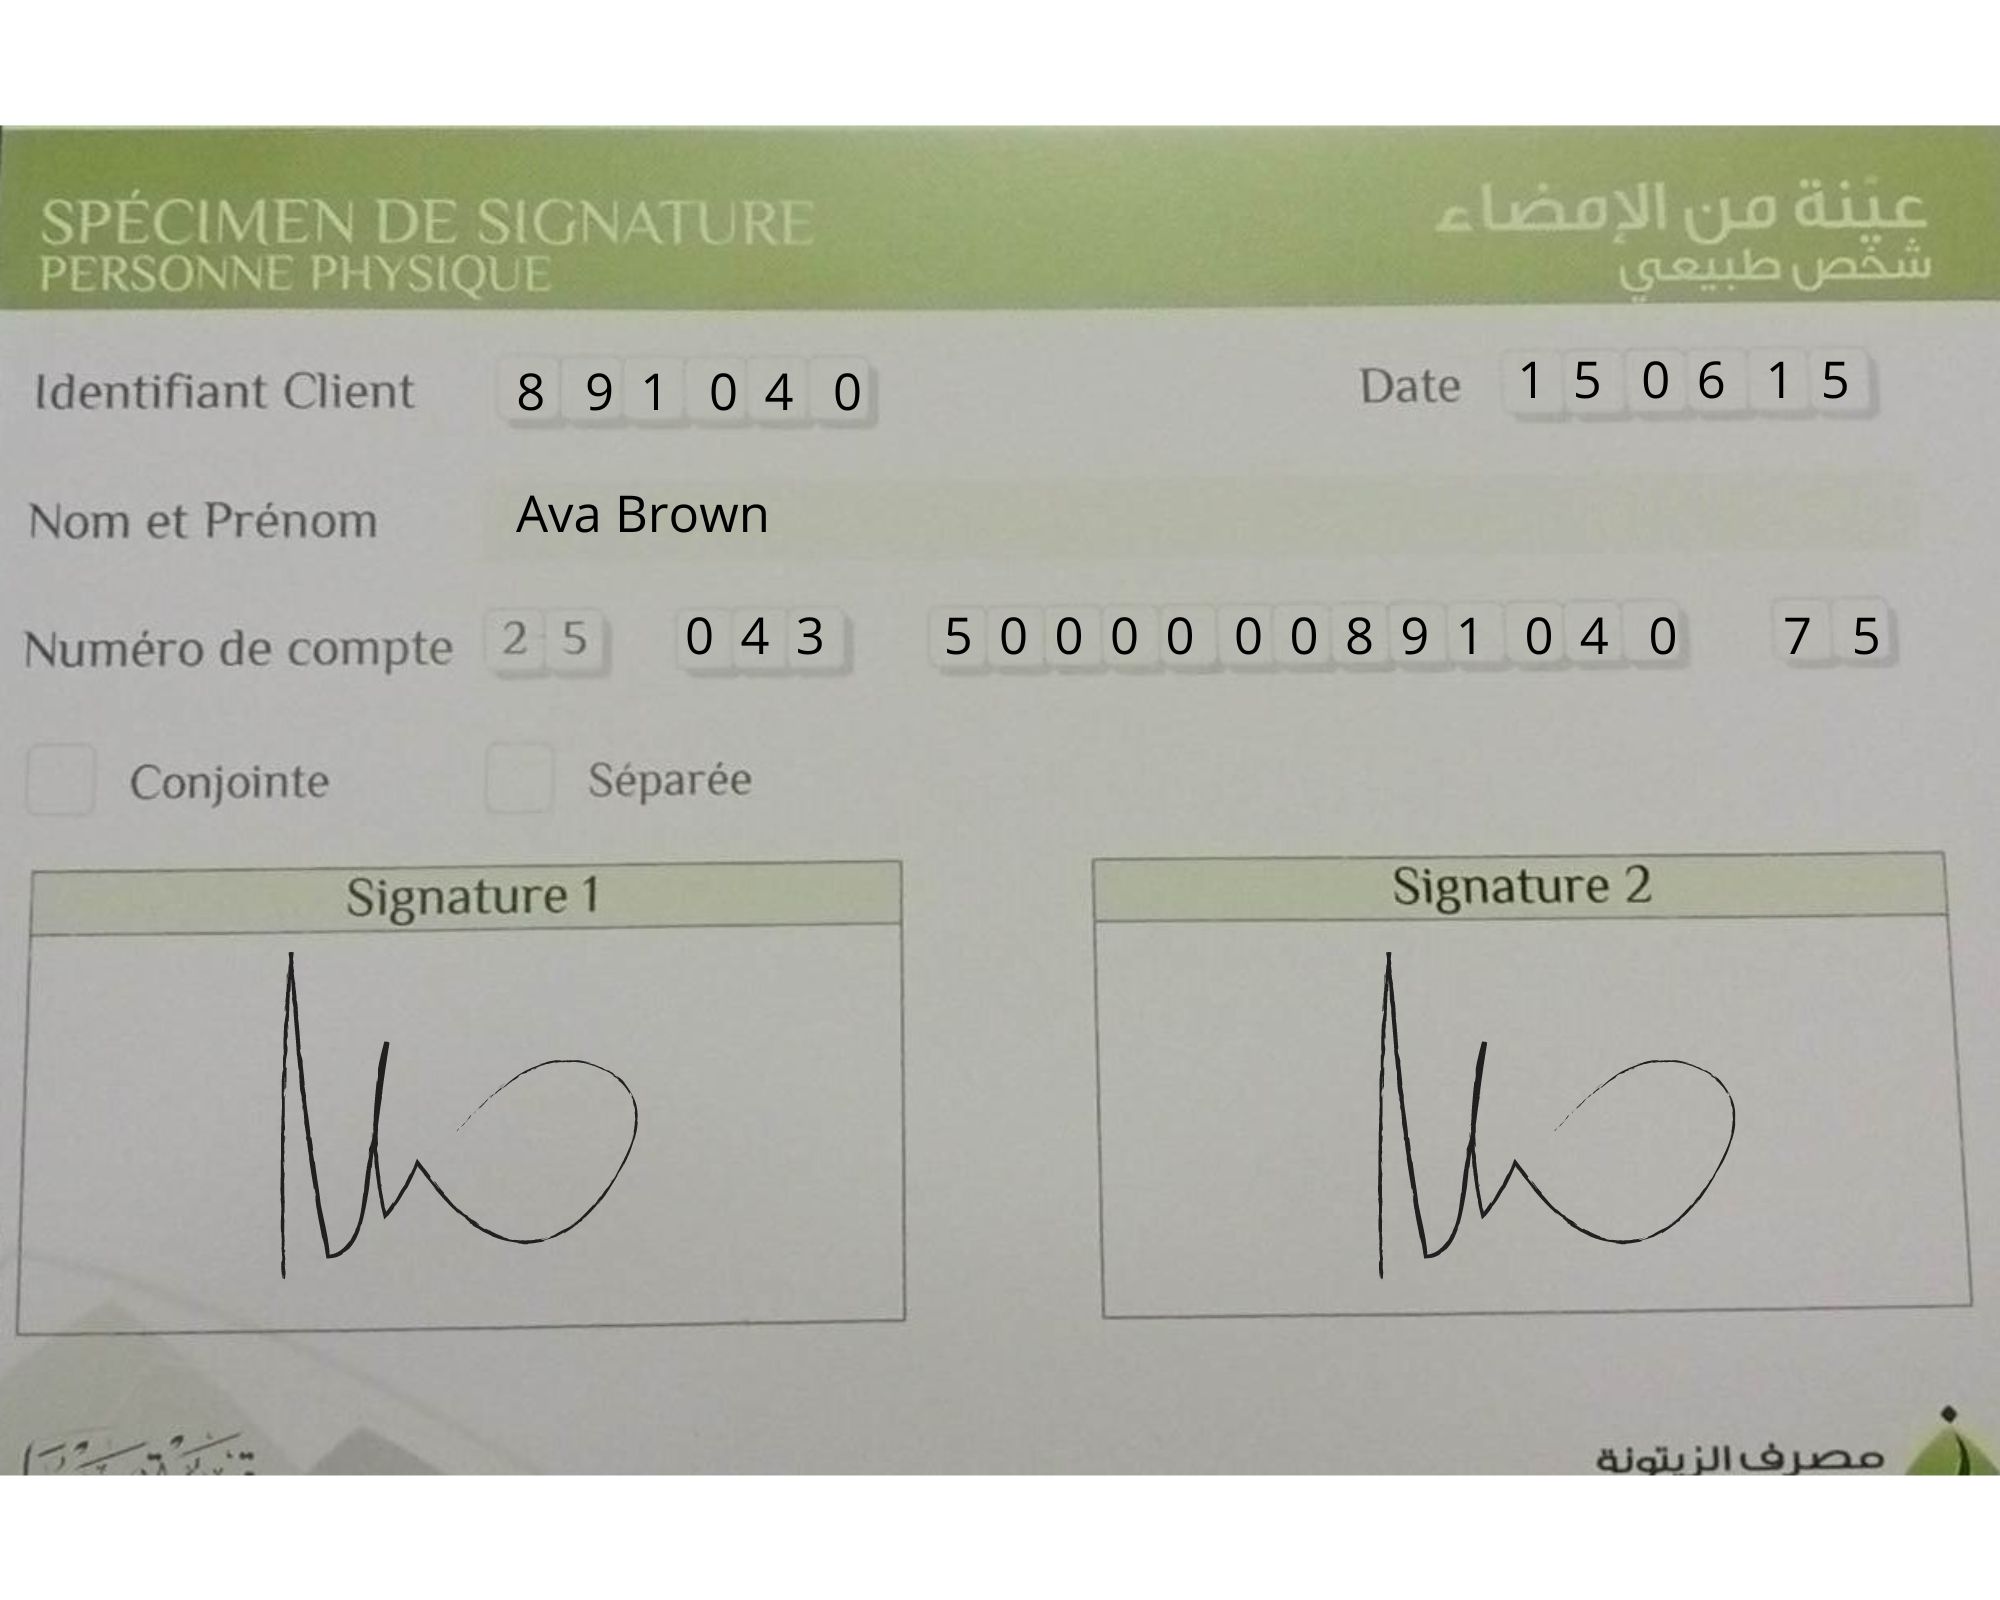 SPÉCIMEN DE SIGNATURE
عيّنة من الإمضاء
PERSONNE PHYSIQUE
شخص طبيعي
Identifiant Client 8 9 1 0 4 0
Date 1 5 0 6 1 5
Nom et Prénom Ava Brown
Numéro de compte 2 5 0 4 3 5 0 0 0 0 0 0 8 9 1 0 4 0 7 5
Conjointe Séparée
Signature 1
Signature 2
مصرف الزيتونة